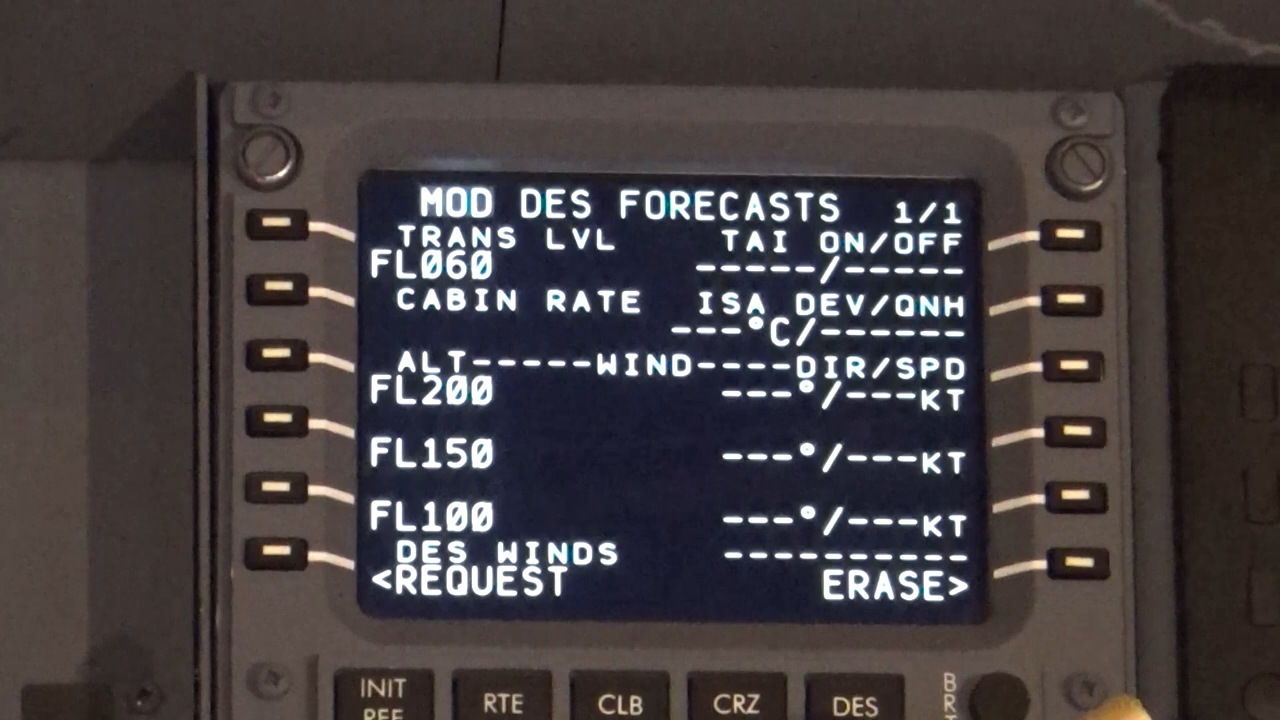 MOD DES FORECASTS 1/1
TRANS LVL TAI ON/OFF
FL060 -----/-----
CABIN RATE ISA DEV/QNH
---°C/------
ALT-----WIND----DIR/SPD
FL200 ---°/---KT
FL150 ---°/---KT
FL100 ---°/---KT
DES WINDS ----------
<REQUEST ERASE>
INIT REF RTE CLB CRZ DES BRT